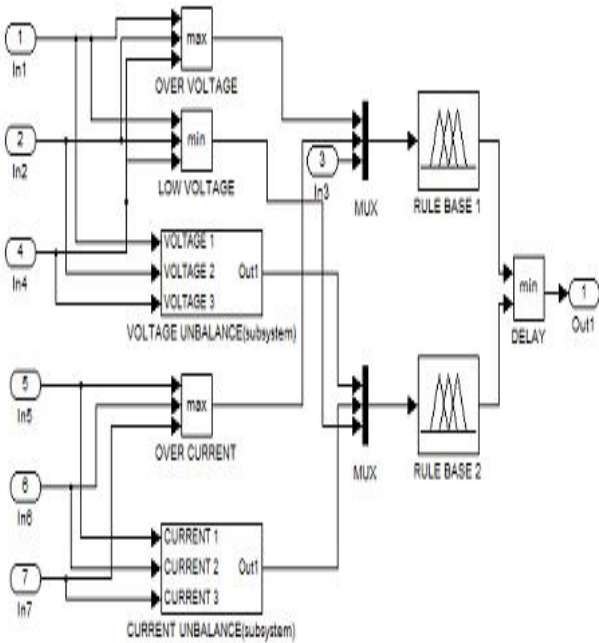 1
In1
max
OVER VOLTAGE
2
In2
min
LOW VOLTAGE
3
In3
MUX
RULE BASE 1
4
In4
VOLTAGE 1
VOLTAGE 2
VOLTAGE 3
Out1
VOLTAGE UNBALANCE(subsystem)
min
DELAY
1
Out1
5
In5
max
OVER CURRENT
MUX
RULE BASE 2
6
In6
7
In7
CURRENT 1
CURRENT 2
CURRENT 3
Out1
CURRENT UNBALANCE(subsystem)